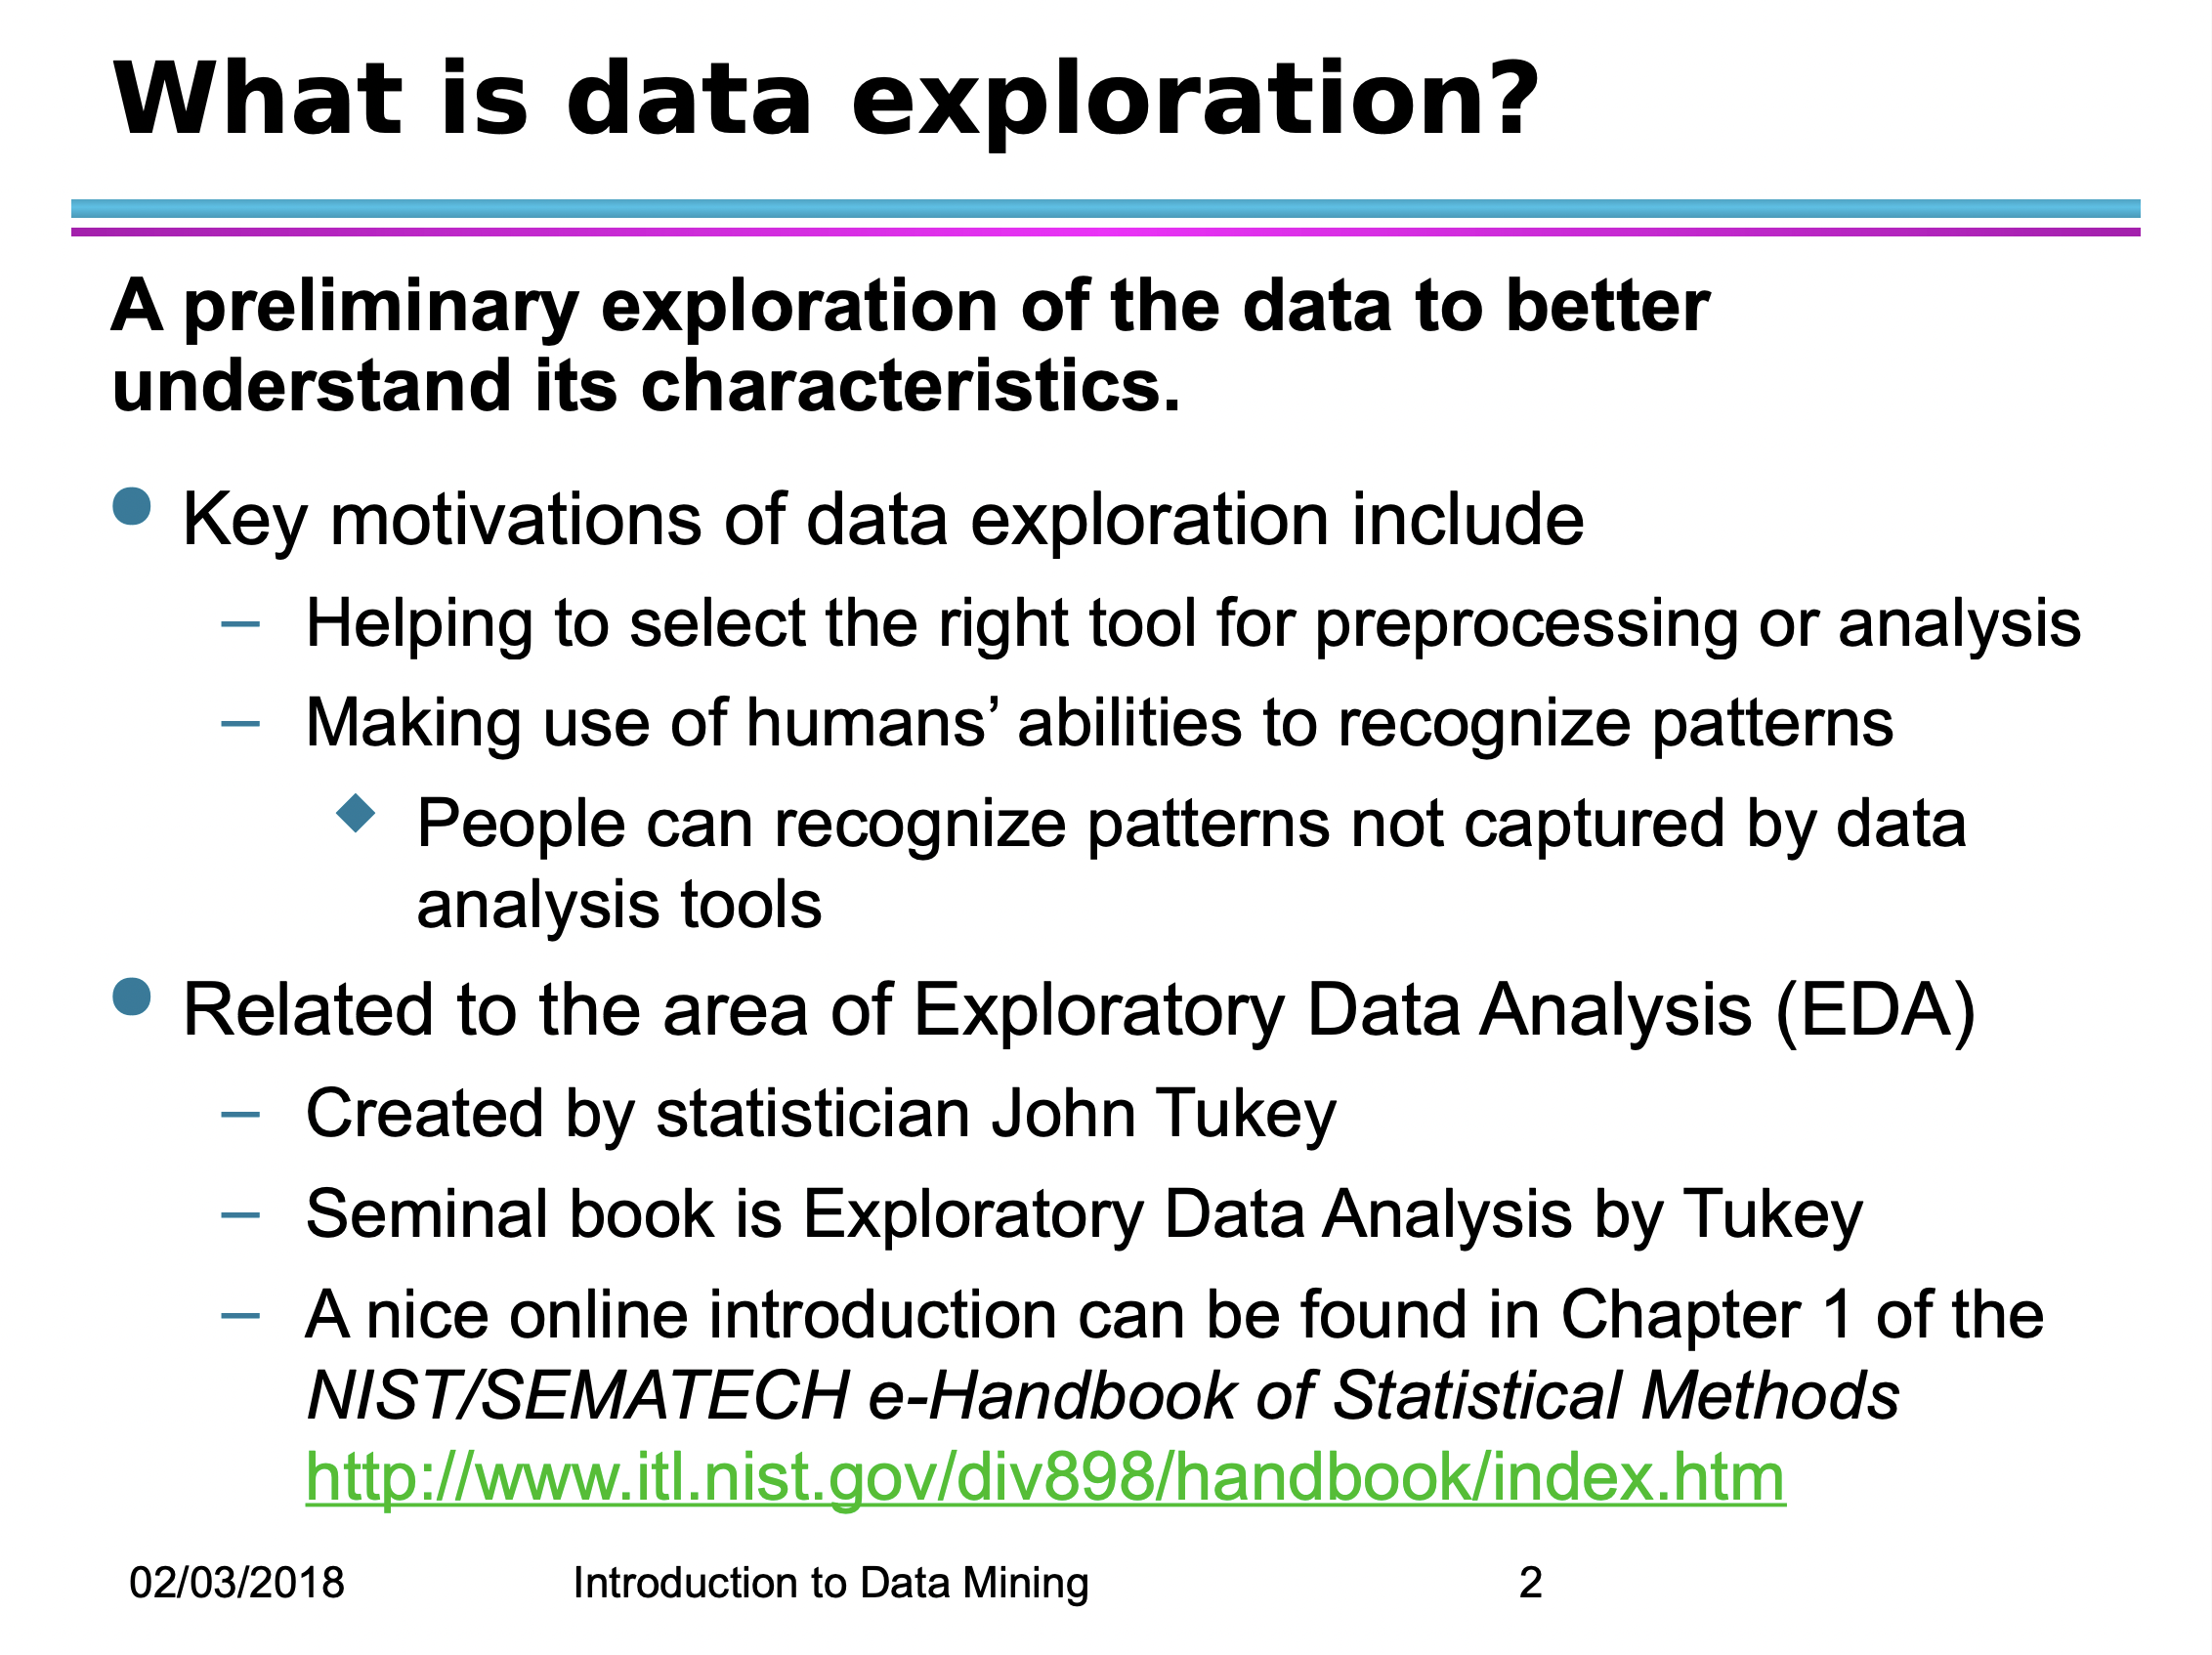 What is data exploration?
A preliminary exploration of the data to better
understand its characteristics.
Key motivations of data exploration include
– Helping to select the right tool for preprocessing or analysis
– Making use of humans’ abilities to recognize patterns
People can recognize patterns not captured by data
analysis tools
Related to the area of Exploratory Data Analysis (EDA)
– Created by statistician John Tukey
– Seminal book is Exploratory Data Analysis by Tukey
– A nice online introduction can be found in Chapter 1 of the
NIST/SEMATECH e-Handbook of Statistical Methods
http://www.itl.nist.gov/div898/handbook/index.htm
02/03/2018 Introduction to Data Mining 2